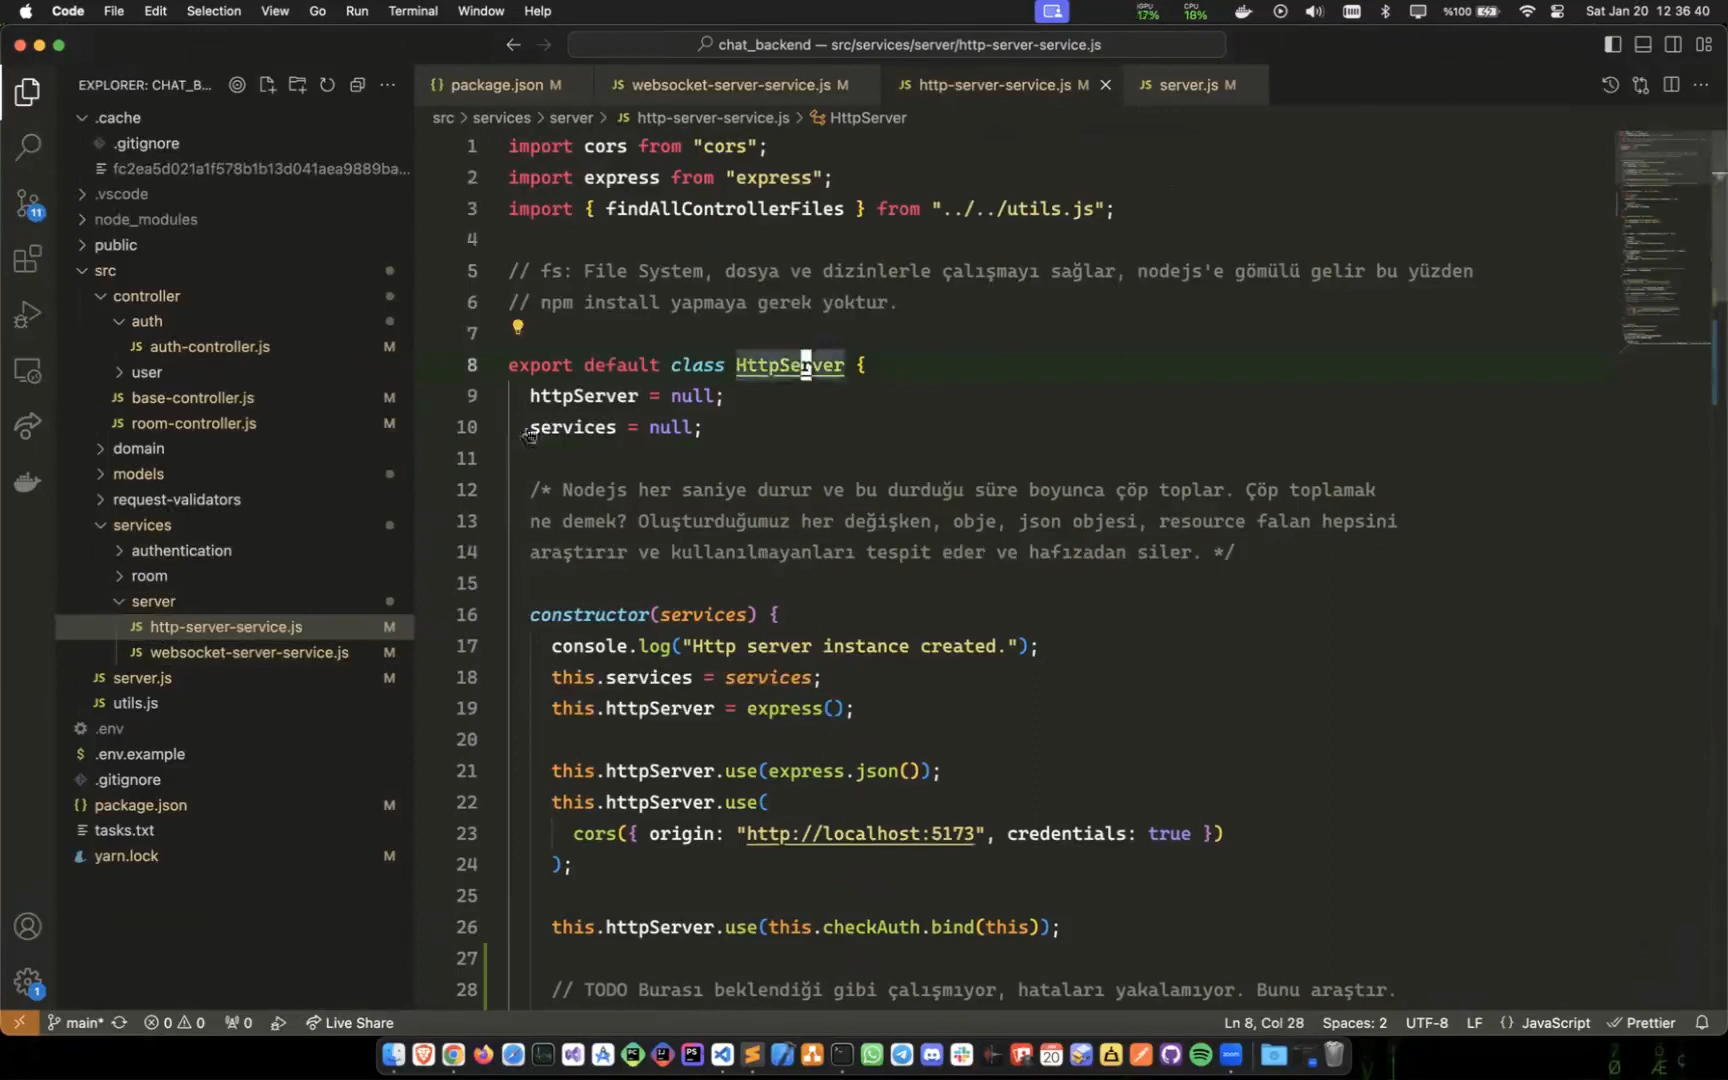 Code File Edit Selection View Go Run Terminal Window Help
17% 18% %100 Sat Jan 20 12 36 40
chat_backend — src/services/server/http-server-service.js
EXPLORER: CHAT_B...
.cache
.gitignore
fc2ea5d021a1f578b1b13d041aea9889ba...
.vscode
node_modules
public
src
controller
auth
auth-controller.js M
user
base-controller.js M
room-controller.js M
domain
models
request-validators
services
authentication
room
server
http-server-service.js M
websocket-server-service.js M
server.js M
utils.js
.env
.env.example
.gitignore
package.json M
tasks.txt
yarn.lock M
11
1
package.json M websocket-server-service.js M http-server-service.js M server.js M
src > services > server > JS http-server-service.js > HttpServer
1 import cors from "cors";
2 import express from "express";
3 import { findAllControllerFiles } from "../../utils.js";
4
5 // fs: File System, dosya ve dizinlerle çalışmayı sağlar, nodejs'e gömülü gelir bu yüzden
6 // npm install yapmaya gerek yoktur.
7
8 export default class HttpServer {
9 httpServer = null;
10 services = null;
11
12 /* Nodejs her saniye durur ve bu durduğu süre boyunca çöp toplar. Çöp toplamak
13 ne demek? Oluşturduğumuz her değişken, obje, json objesi, resource falan hepsini
14 araştırır ve kullanılmayanları tespit eder ve hafızadan siler. */
15
16 constructor(services) {
17 console.log("Http server instance created.");
18 this.services = services;
19 this.httpServer = express();
20
21 this.httpServer.use(express.json());
22 this.httpServer.use(
23 cors({ origin: "http://localhost:5173", credentials: true })
24 );
25
26 this.httpServer.use(this.checkAuth.bind(this));
27
28 // TODO Burası beklendiği gibi çalışmıyor, hataları yakalamıyor. Bunu araştır.
main* 0 0 0 Live Share Ln 8, Col 28 Spaces: 2 UTF-8 LF {} JavaScript Prettier